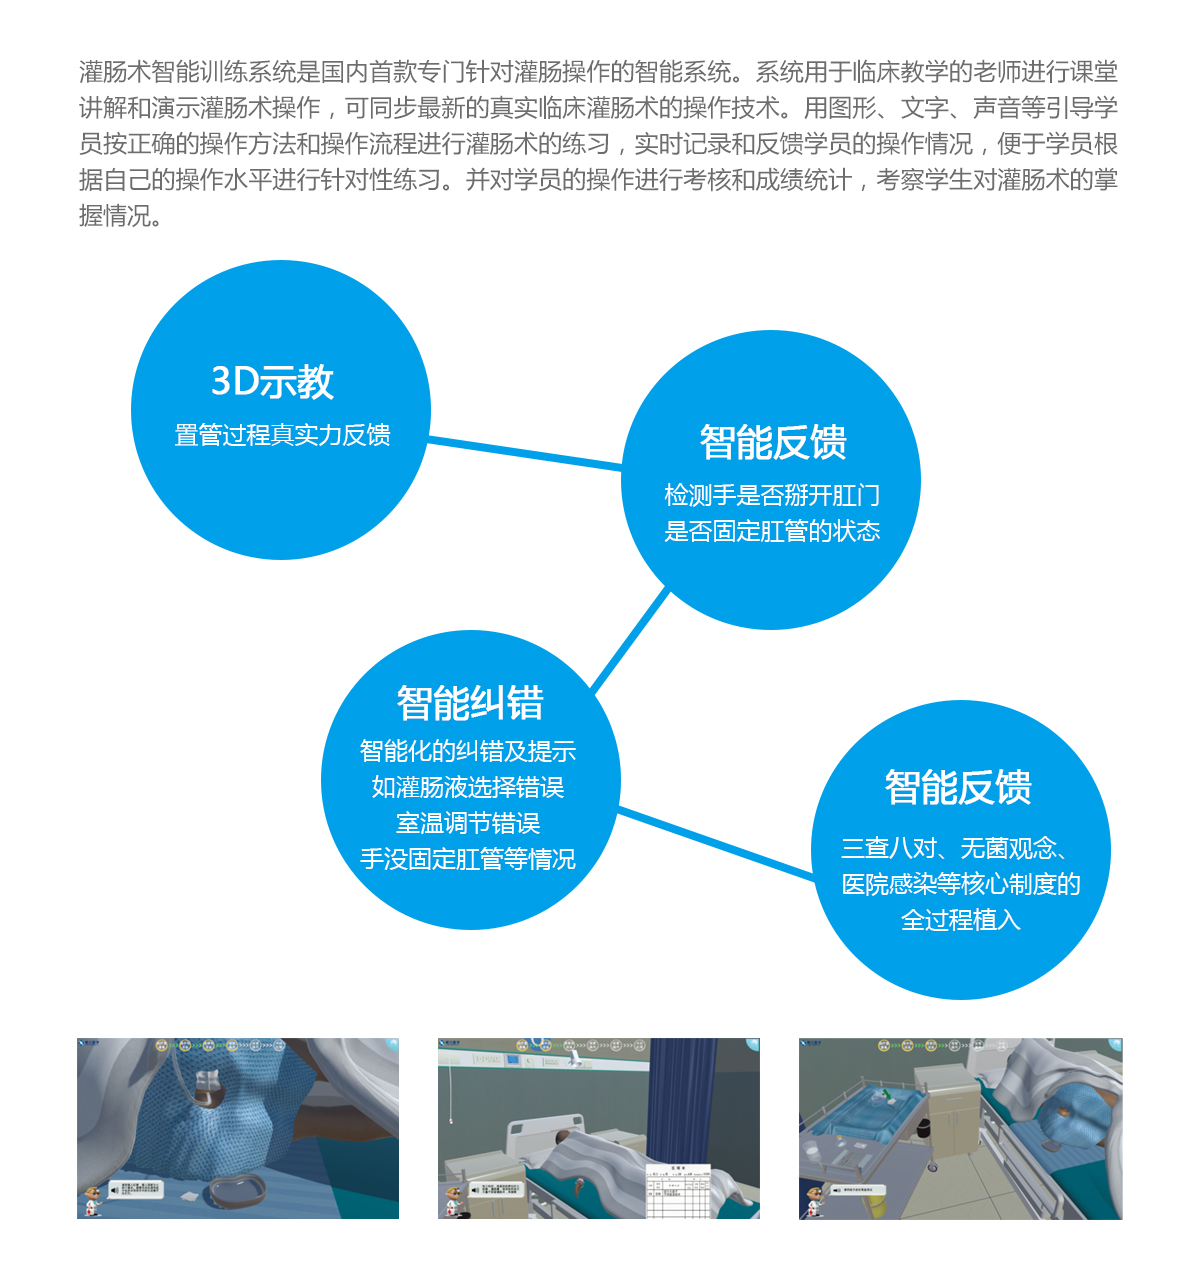 灌肠术智能训练系统是国内首款专门针对灌肠操作的智能系统。系统用于临床教学的老师进行课堂
讲解和演示灌肠术操作，可同步最新的真实临床灌肠术的操作技术。用图形、文字、声音等引导学
员按正确的操作方法和操作流程进行灌肠术的练习，实时记录和反馈学员的操作情况，便于学员根
据自己的操作水平进行针对性练习。并对学员的操作进行考核和成绩统计，考察学生对灌肠术的掌
握情况。
3D示教
置管过程真实力反馈
智能反馈
检测手是否掰开肛门
是否固定肛管的状态
智能纠错
智能化的纠错及提示
如灌肠液选择错误
室温调节错误
手没固定肛管等情况
智能反馈
三查八对、无菌观念、
医院感染等核心制度的
全过程植入